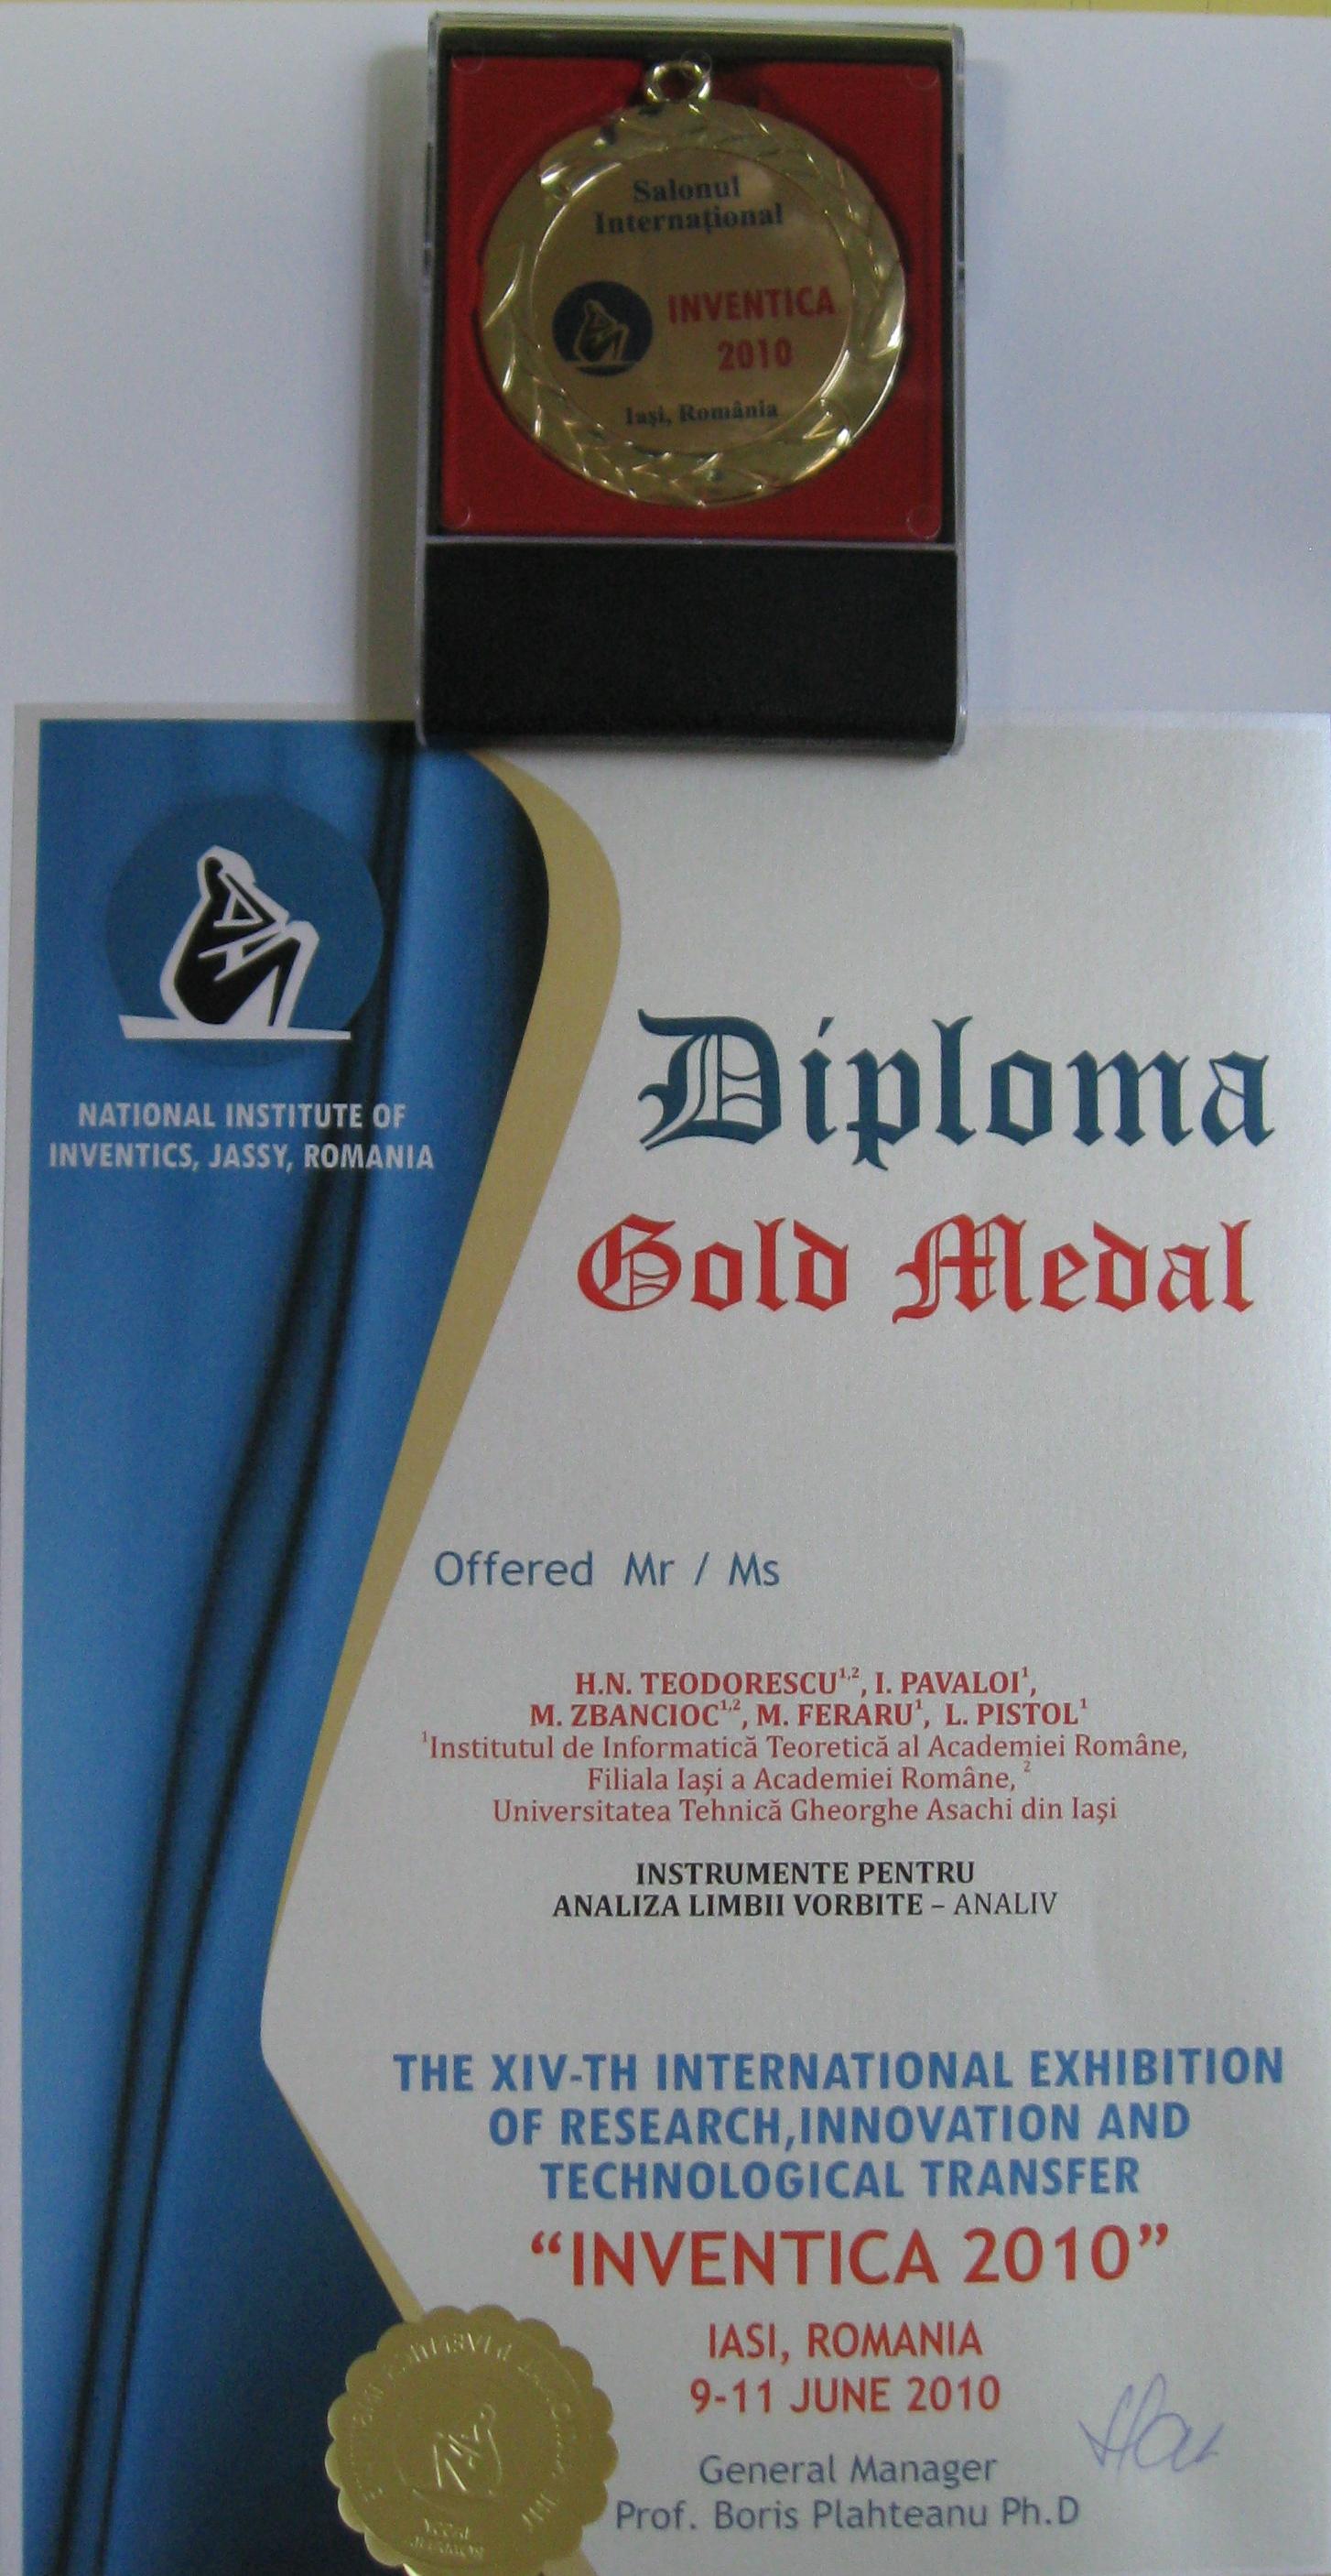 Salonul
Internaţional
INVENTICA
2010
Iaşi, România
NATIONAL INSTITUTE OF
INVENTICS, JASSY, ROMANIA
Diploma
Gold Medal
Offered Mr / Ms
H.N. TEODORESCU1,2, I. PAVALOI1,
M. ZBANCIOC1,2, M. FERARU1, L. PISTOL1
1Institutul de Informatică Teoretică al Academiei Române,
Filiala Iaşi a Academiei Române, 2
Universitatea Tehnică Gheorghe Asachi din Iaşi
INSTRUMENTE PENTRU
ANALIZA LIMBII VORBITE – ANALIV
THE XIV-TH INTERNATIONAL EXHIBITION
OF RESEARCH,INNOVATION AND
TECHNOLOGICAL TRANSFER
“INVENTICA 2010”
IASI, ROMANIA
9-11 JUNE 2010
General Manager
Prof. Boris Plahteanu Ph.D